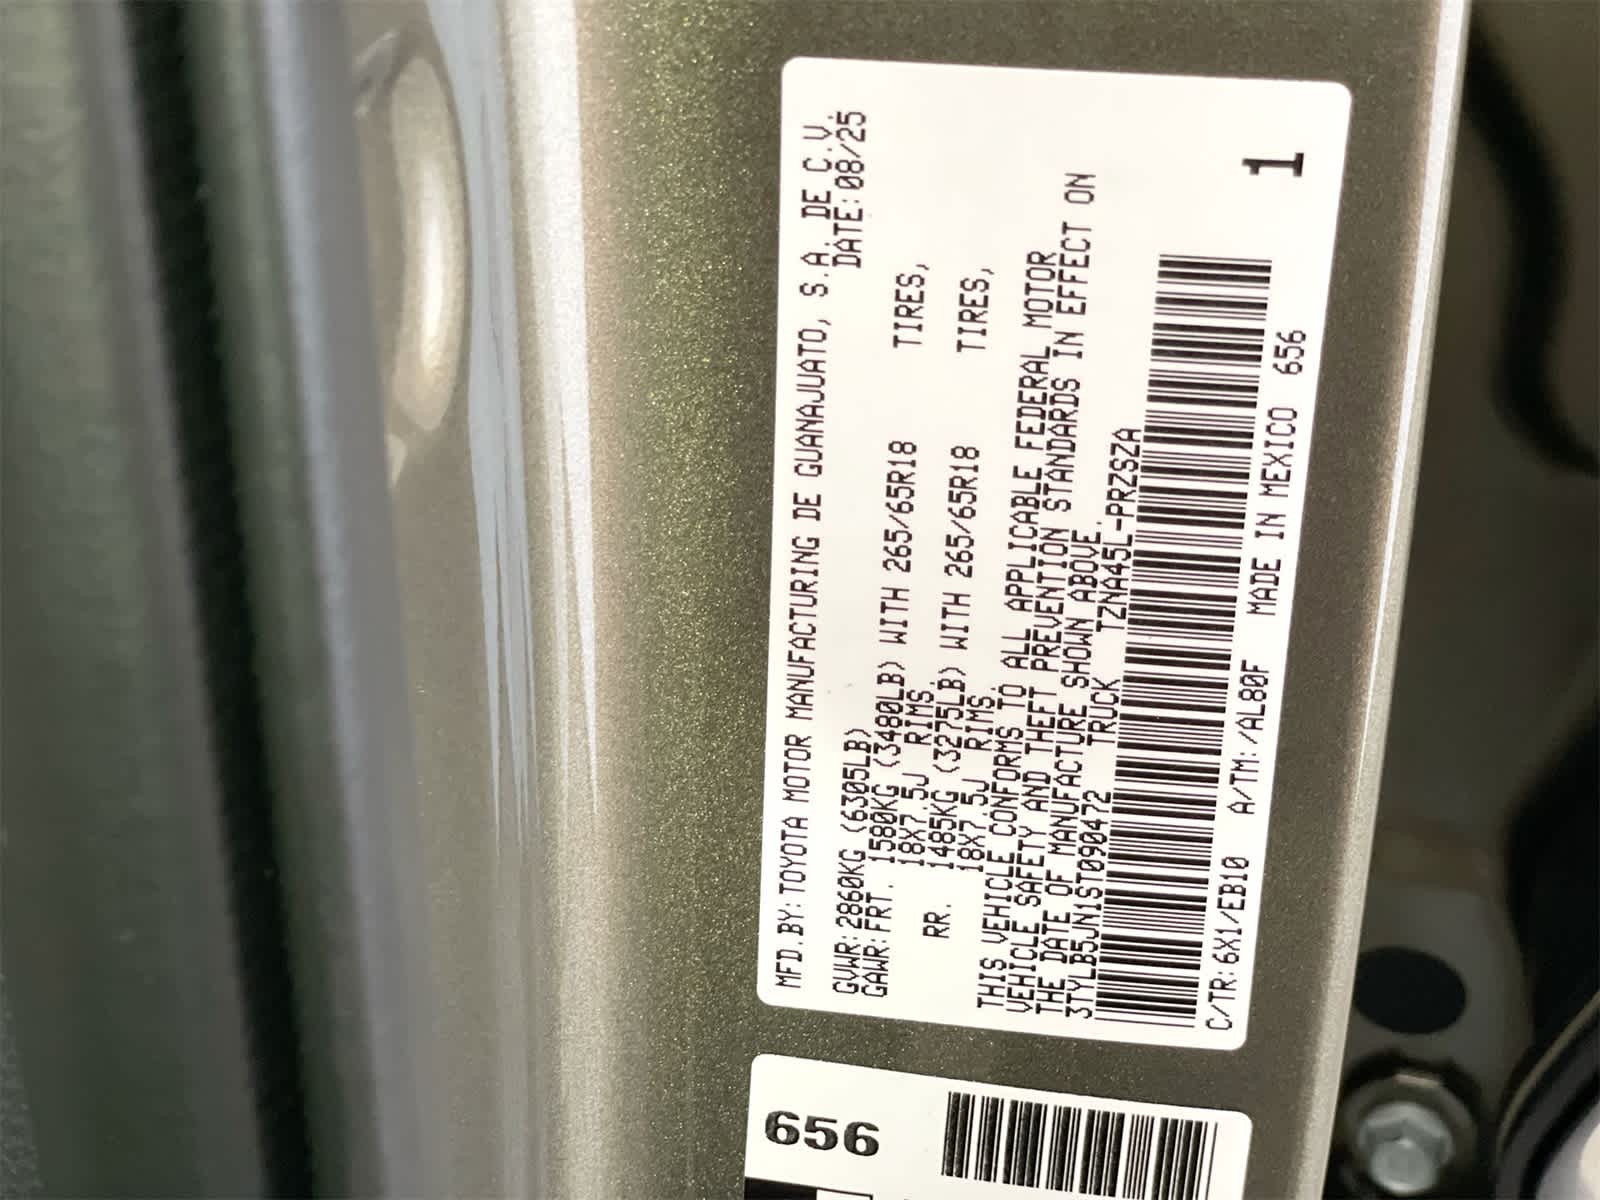 MFD.BY:TOYOTA MOTOR MANUFACTURING DE GUANAJUATO, S.A. DE C.V.
DATE:08/25
GVWR:2860KG (6305LB)
GAWR:FRT. 1580KG (3480LB) WITH 265/65R18 TIRES,
18X7.5J RIMS.
RR. 1485KG (3275LB) WITH 265/65R18 TIRES,
18X7.5J RIMS.
THIS VEHICLE CONFORMS TO ALL APPLICABLE FEDERAL MOTOR
VEHICLE SAFETY AND THEFT PREVENTION STANDARDS IN EFFECT ON
THE DATE OF MANUFACTURE SHOWN ABOVE.
3TYLB5JN1ST090472 TRUCK TZNA45L-PRZSZA
C/TR:6X1/EB10 A/TM:/AL80F MADE IN MEXICO 656
1
656